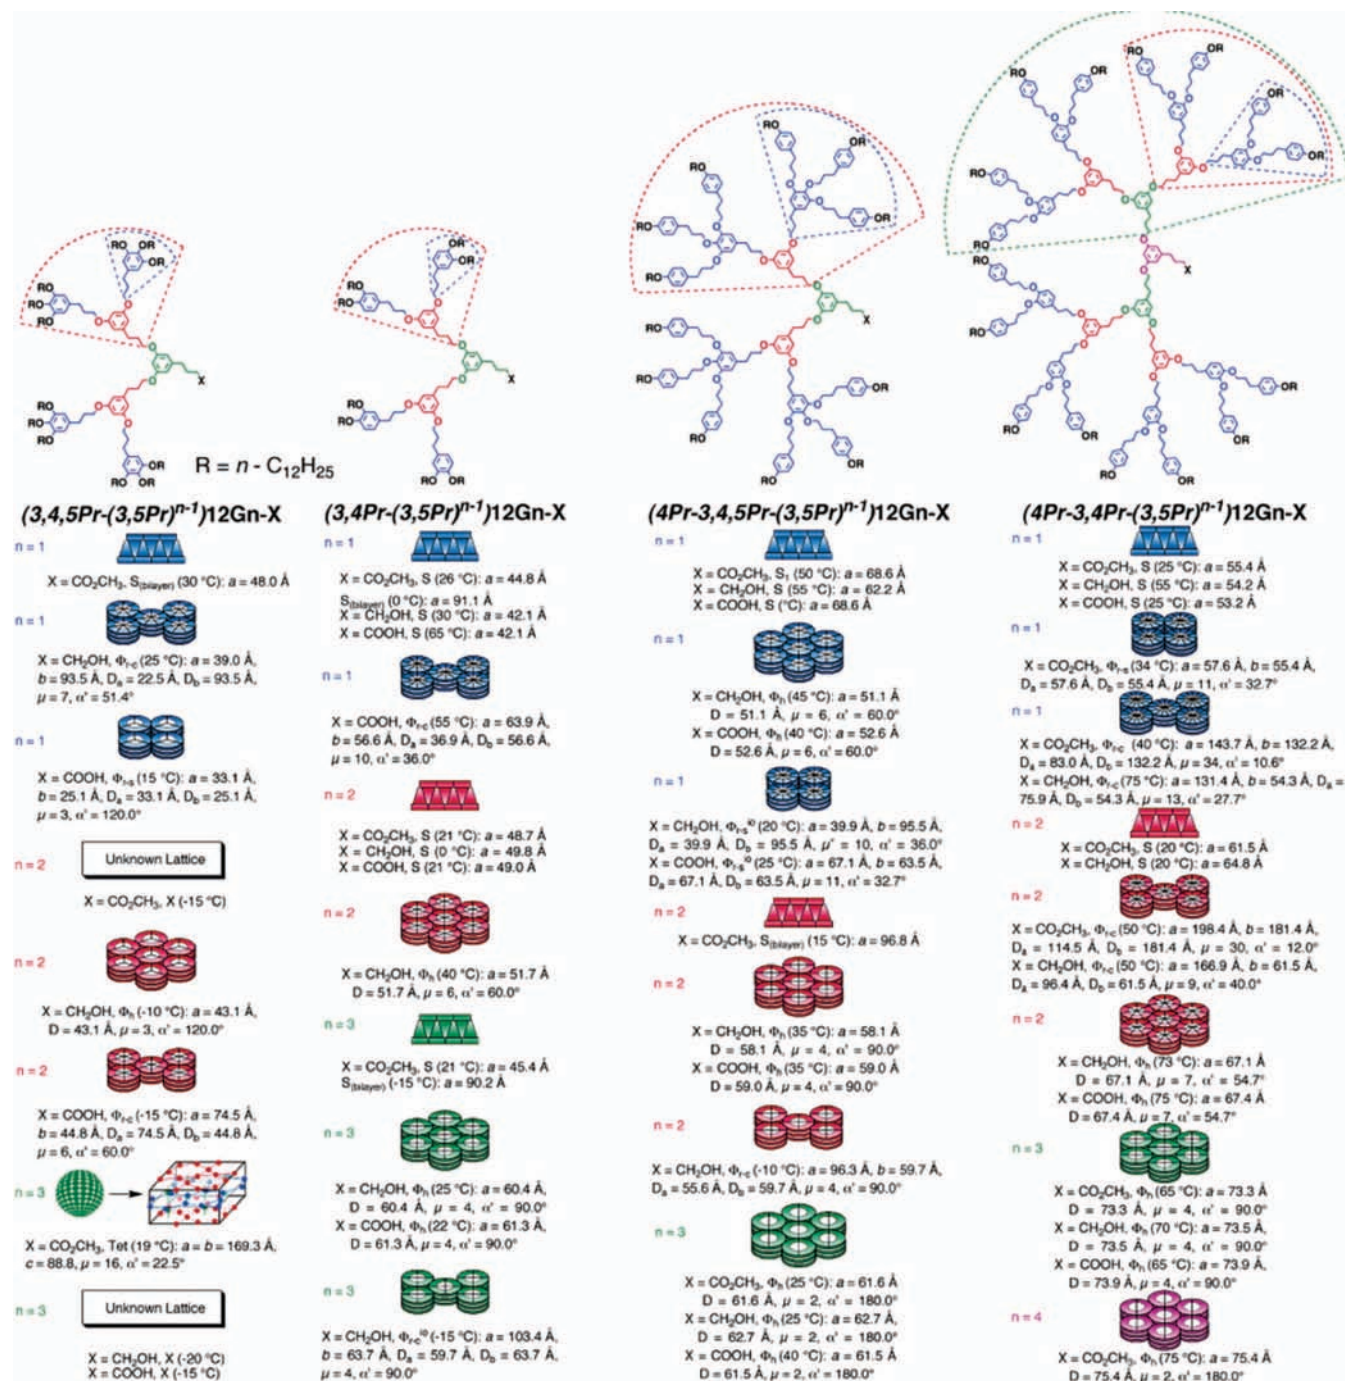 R = n - C12H25
(3,4,5Pr-(3,5Pr)n-1)12Gn-X
n = 1
X = CO2CH3, S(bilayer) (30 °C): a = 48.0 Å
n = 1
X = CH2OH, Φr-c (25 °C): a = 39.0 Å,
b = 93.5 Å, Da = 22.5 Å, Db = 93.5 Å,
μ = 7, α' = 51.4°
n = 1
X = COOH, Φr-s (15 °C): a = 33.1 Å,
b = 25.1 Å, Da = 33.1 Å, Db = 25.1 Å,
μ = 3, α' = 120.0°
n = 2
Unknown Lattice
X = CO2CH3, X (-15 °C)
n = 2
X = CH2OH, Φh (-10 °C): a = 43.1 Å,
D = 43.1 Å, μ = 3, α' = 120.0°
n = 2
X = COOH, Φr-c (-15 °C): a = 74.5 Å,
b = 44.8 Å, Da = 74.5 Å, Db = 44.8 Å,
μ = 6, α' = 60.0°
n = 3
X = CO2CH3, Tet (19 °C): a = b = 169.3 Å,
c = 88.8, μ = 16, α' = 22.5°
n = 3
Unknown Lattice
X = CH2OH, X (-20 °C)
X = COOH, X (-15 °C)
(3,4Pr-(3,5Pr)n-1)12Gn-X
n = 1
X = CO2CH3, S (26 °C): a = 44.8 Å
S(bilayer) (0 °C): a = 91.1 Å
X = CH2OH, S (30 °C): a = 42.1 Å
X = COOH, S (65 °C): a = 42.1 Å
n = 1
X = COOH, Φr-c (55 °C): a = 63.9 Å,
b = 56.6 Å, Da = 36.9 Å, Db = 56.6 Å,
μ = 10, α' = 36.0°
n = 2
X = CO2CH3, S (21 °C): a = 48.7 Å
X = CH2OH, S (0 °C): a = 49.8 Å
X = COOH, S (21 °C): a = 49.0 Å
n = 2
X = CH2OH, Φh (40 °C): a = 51.7 Å
D = 51.7 Å, μ = 6, α' = 60.0°
n = 3
X = CO2CH3, S (21 °C): a = 45.4 Å
S(bilayer) (-15 °C): a = 90.2 Å
n = 3
X = CH2OH, Φh (25 °C): a = 60.4 Å,
D = 60.4 Å, μ = 4, α' = 90.0°
X = COOH, Φh (22 °C): a = 61.3 Å,
D = 61.3 Å, μ = 4, α' = 90.0°
n = 3
X = CH2OH, Φr-c io (-15 °C): a = 103.4 Å,
b = 63.7 Å, Da = 59.7 Å, Db = 63.7 Å,
μ = 4, α' = 90.0°
(4Pr-3,4,5Pr-(3,5Pr)n-1)12Gn-X
n = 1
X = CO2CH3, S1 (50 °C): a = 68.6 Å
X = CH2OH, S (55 °C): a = 62.2 Å
X = COOH, S (°C): a = 68.6 Å
n = 1
X = CH2OH, Φh (45 °C): a = 51.1 Å
D = 51.1 Å, μ = 6, α' = 60.0°
X = COOH, Φh (40 °C): a = 52.6 Å
D = 52.6 Å, μ = 6, α' = 60.0°
n = 1
X = CH2OH, Φr-s io (20 °C): a = 39.9 Å, b = 95.5 Å,
Da = 39.9 Å, Db = 95.5 Å, μ' = 10, α' = 36.0°
X = COOH, Φr-s io (25 °C): a = 67.1 Å, b = 63.5 Å,
Da = 67.1 Å, Db = 63.5 Å, μ = 11, α' = 32.7°
n = 2
X = CO2CH3, S(bilayer) (15 °C): a = 96.8 Å
n = 2
X = CH2OH, Φh (35 °C): a = 58.1 Å
D = 58.1 Å, μ = 4, α' = 90.0°
X = COOH, Φh (35 °C): a = 59.0 Å
D = 59.0 Å, μ = 4, α' = 90.0°
n = 2
X = CH2OH, Φr-c (-10 °C): a = 96.3 Å, b = 59.7 Å,
Da = 55.6 Å, Db = 59.7 Å, μ = 4, α' = 90.0°
n = 3
X = CO2CH3, Φh (25 °C): a = 61.6 Å
D = 61.6 Å, μ = 2, α' = 180.0°
X = CH2OH, Φh (25 °C): a = 62.7 Å
D = 62.7 Å, μ = 2, α' = 180.0°
X = COOH, Φh (40 °C): a = 61.5 Å
D = 61.5 Å, μ = 2, α' = 180.0°
(4Pr-3,4Pr-(3,5Pr)n-1)12Gn-X
n = 1
X = CO2CH3, S (25 °C): a = 55.4 Å
X = CH2OH, S (55 °C): a = 54.2 Å
X = COOH, S (25 °C): a = 53.2 Å
n = 1
X = CO2CH3, Φr-s (34 °C): a = 57.6 Å, b = 55.4 Å,
Da = 57.6 Å, Db = 55.4 Å, μ = 11, α' = 32.7°
n = 1
X = CO2CH3, Φr-c (40 °C): a = 143.7 Å, b = 132.2 Å,
Da = 83.0 Å, Db = 132.2 Å, μ = 34, α' = 10.6°
X = CH2OH, Φr-c (75 °C): a = 131.4 Å, b = 54.3 Å, Da =
75.9 Å, Db = 54.3 Å, μ = 13, α' = 27.7°
n = 2
X = CO2CH3, S (20 °C): a = 61.5 Å
X = CH2OH, S (20 °C): a = 64.8 Å
n = 2
X = CO2CH3, Φr-c (50 °C): a = 198.4 Å, b = 181.4 Å,
Da = 114.5 Å, Db = 181.4 Å, μ = 30, α' = 12.0°
X = CH2OH, Φr-c (50 °C): a = 166.9 Å, b = 61.5 Å,
Da = 96.4 Å, Db = 61.5 Å, μ = 9, α' = 40.0°
n = 2
X = CH2OH, Φh (73 °C): a = 67.1 Å
D = 67.1 Å, μ = 7, α' = 54.7°
X = COOH, Φh (75 °C): a = 67.4 Å
D = 67.4 Å, μ = 7, α' = 54.7°
n = 3
X = CO2CH3, Φh (65 °C): a = 73.3 Å
D = 73.3 Å, μ = 4, α' = 90.0°
X = CH2OH, Φh (70 °C): a = 73.5 Å
D = 73.5 Å, μ = 4, α' = 90.0°
X = COOH, Φh (65 °C): a = 73.9 Å
D = 73.9 Å, μ = 4, α' = 90.0°
n = 4
X = CO2CH3, Φh (75 °C): a = 75.4 Å
D = 75.4 Å, μ = 2, α' = 180.0°